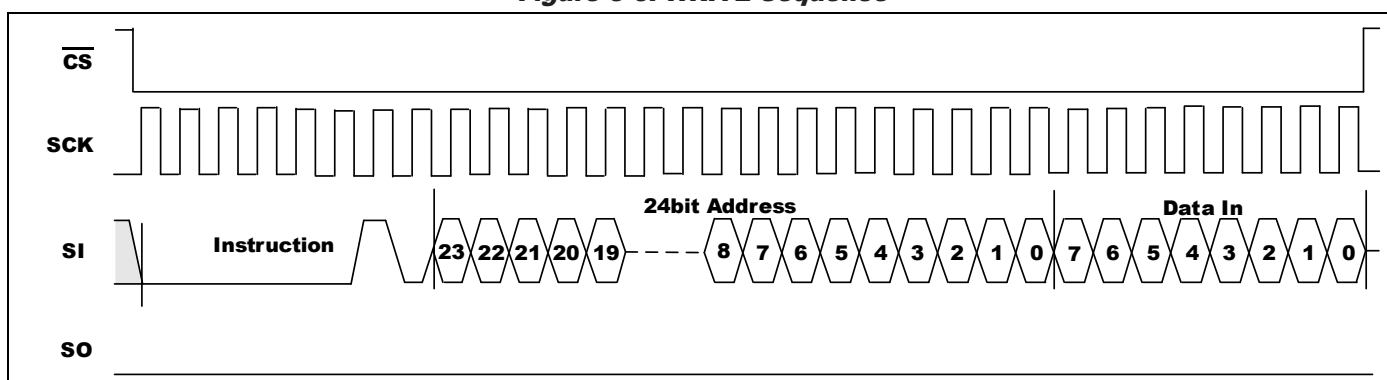 CS
SCK
24bit Address
Data In
SI
Instruction
23 22 21 20 19 8 7 6 5 4 3 2 1 0 7 6 5 4 3 2 1 0
SO